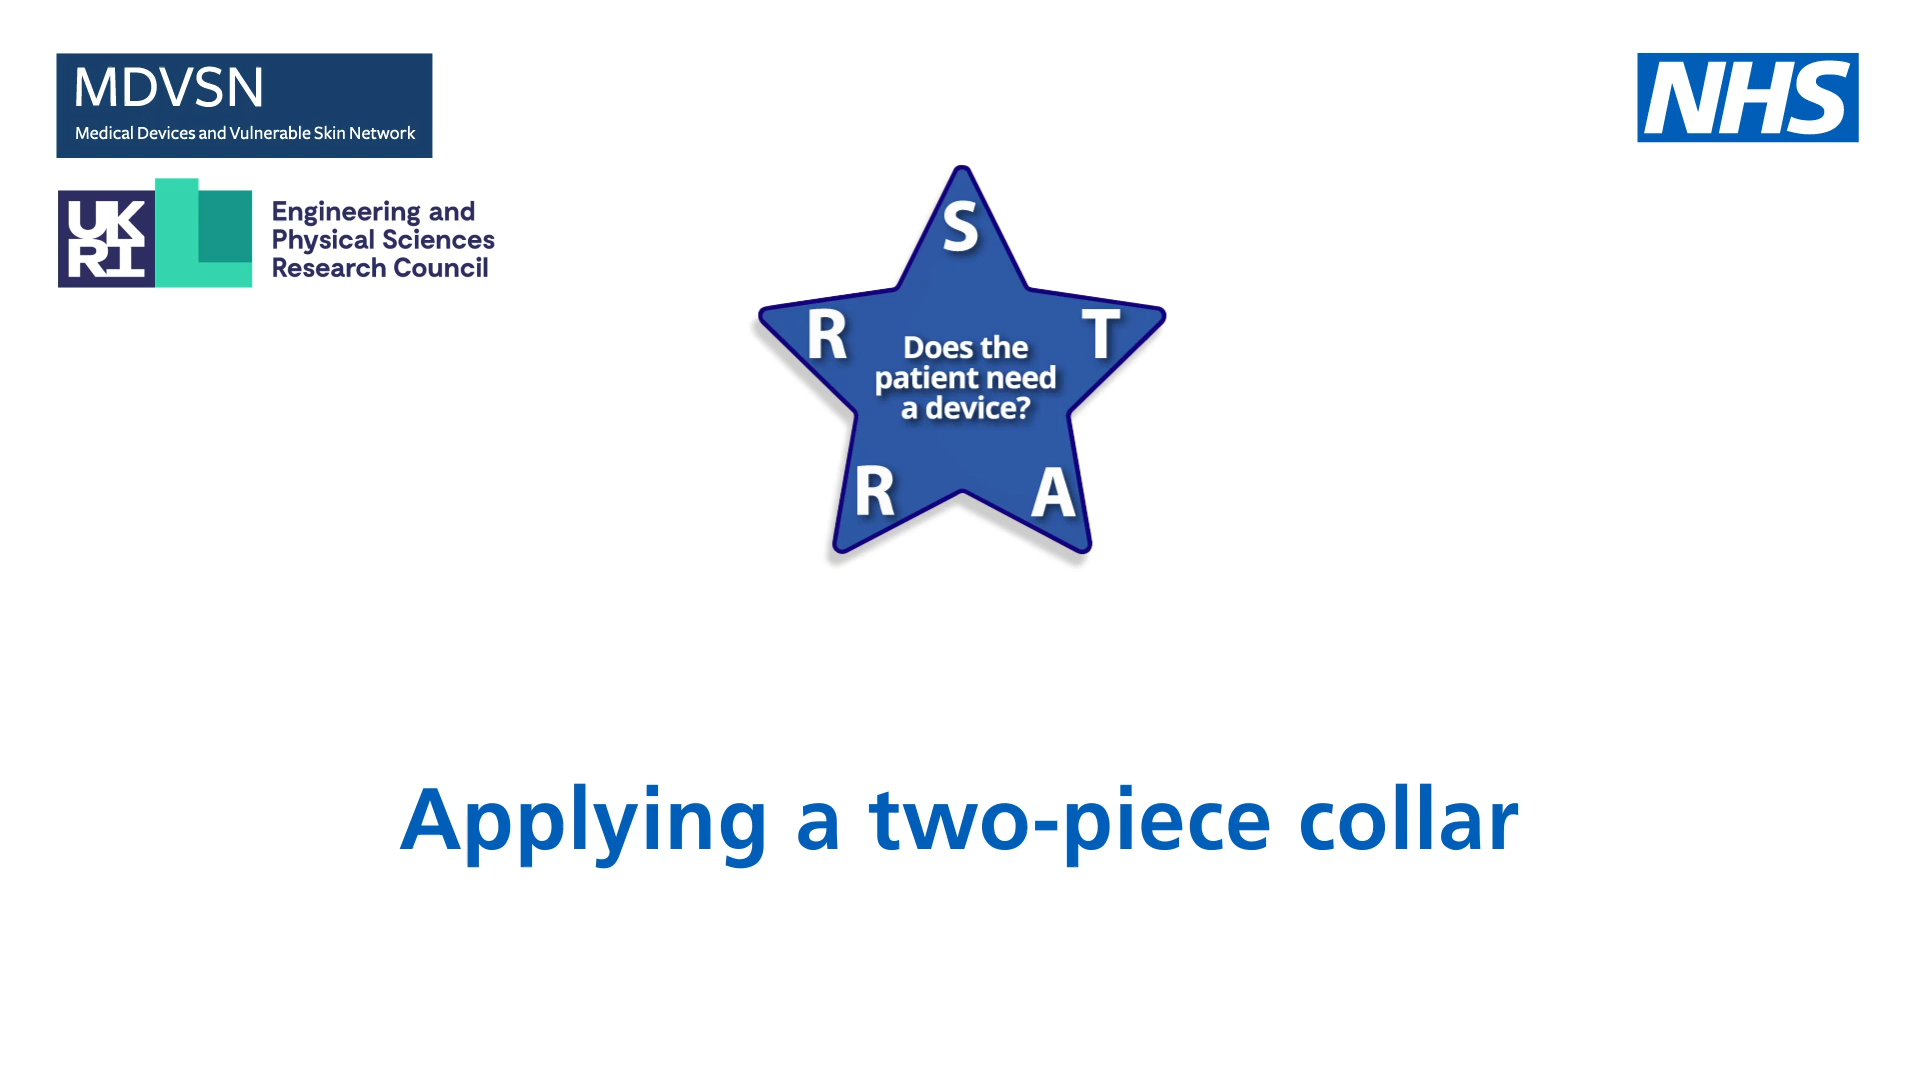 MDVSN
Medical Devices and Vulnerable Skin Network
UK
RI
Engineering and
Physical Sciences
Research Council
NHS
S
T
A
R
R
Does the
patient need
a device?
Applying a two-piece collar